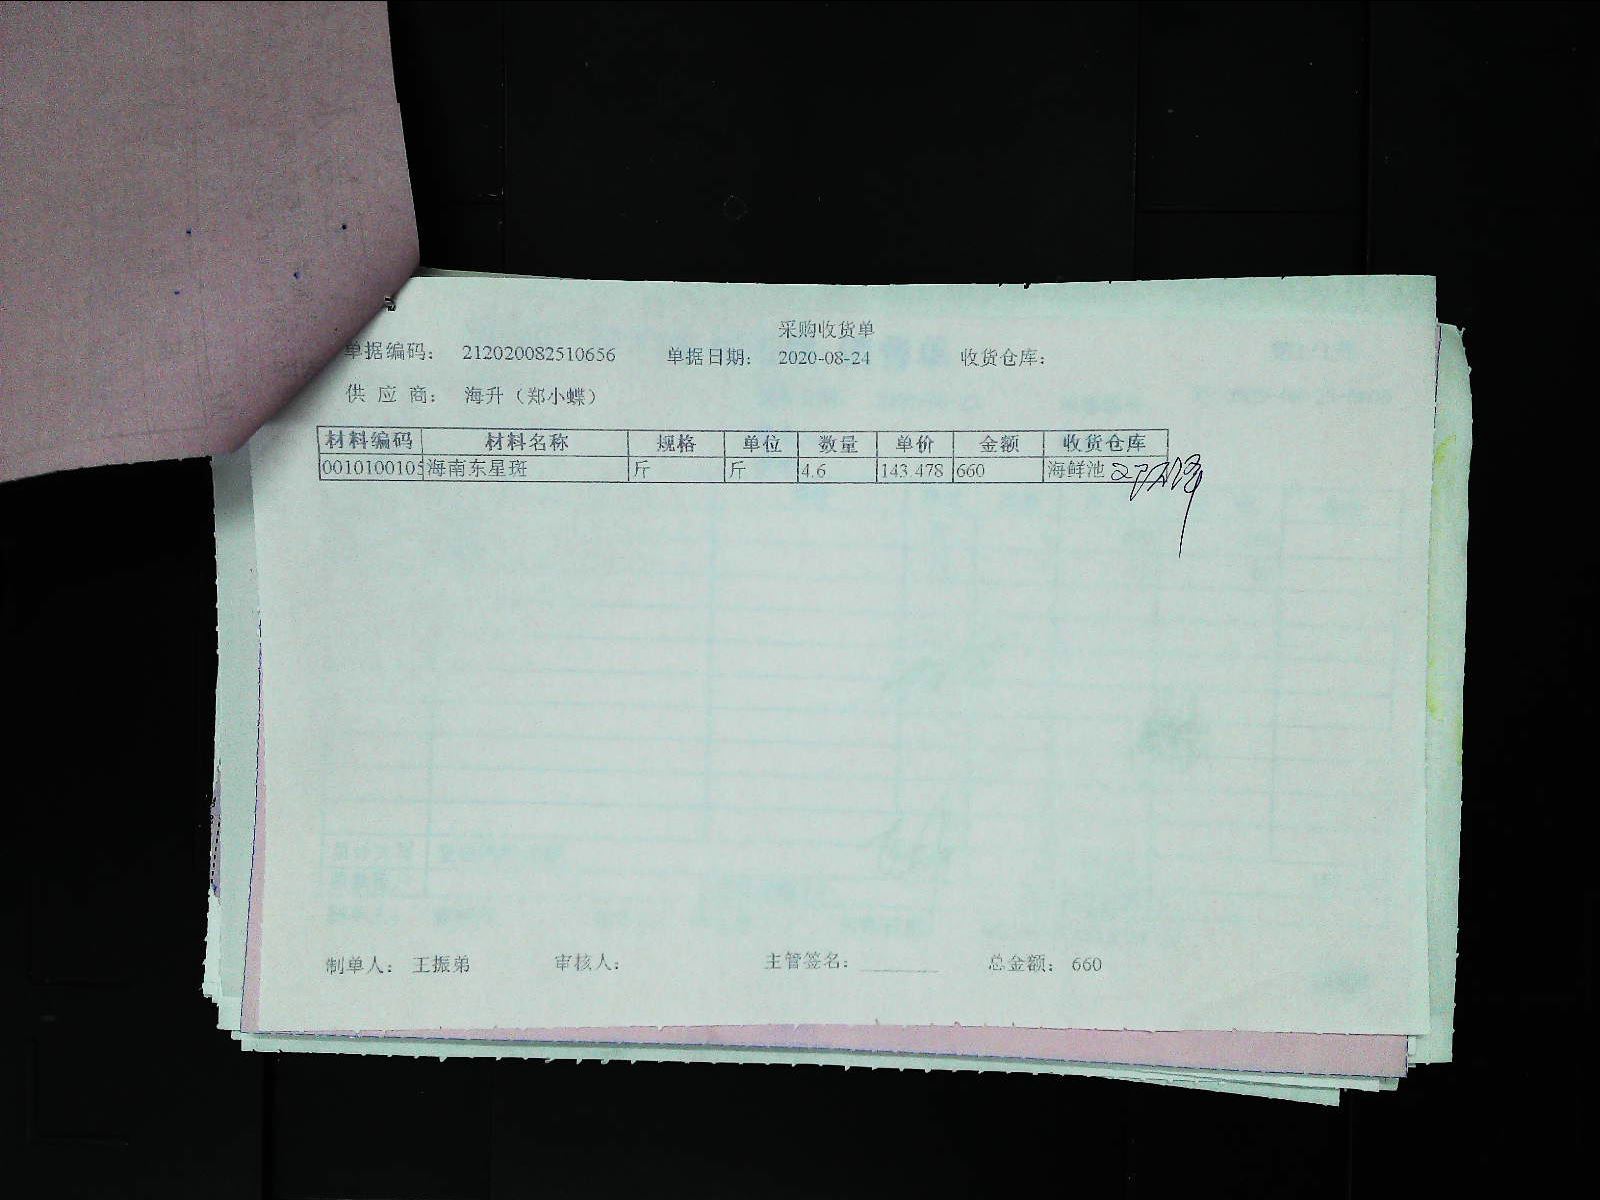 采购收货单
单据编码: 212020082510656 单据日期: 2020-08-24 收货仓库:
供 应 商: 海升（郑小蝶）
材料编码 材料名称 规格 单位 数量 单价 金额 收货仓库
0010100105 海南东星斑 斤 斤 4.6 143.478 660 海鲜池
制单人: 王振弟 审核人: 主管签名: ________ 总金额: 660